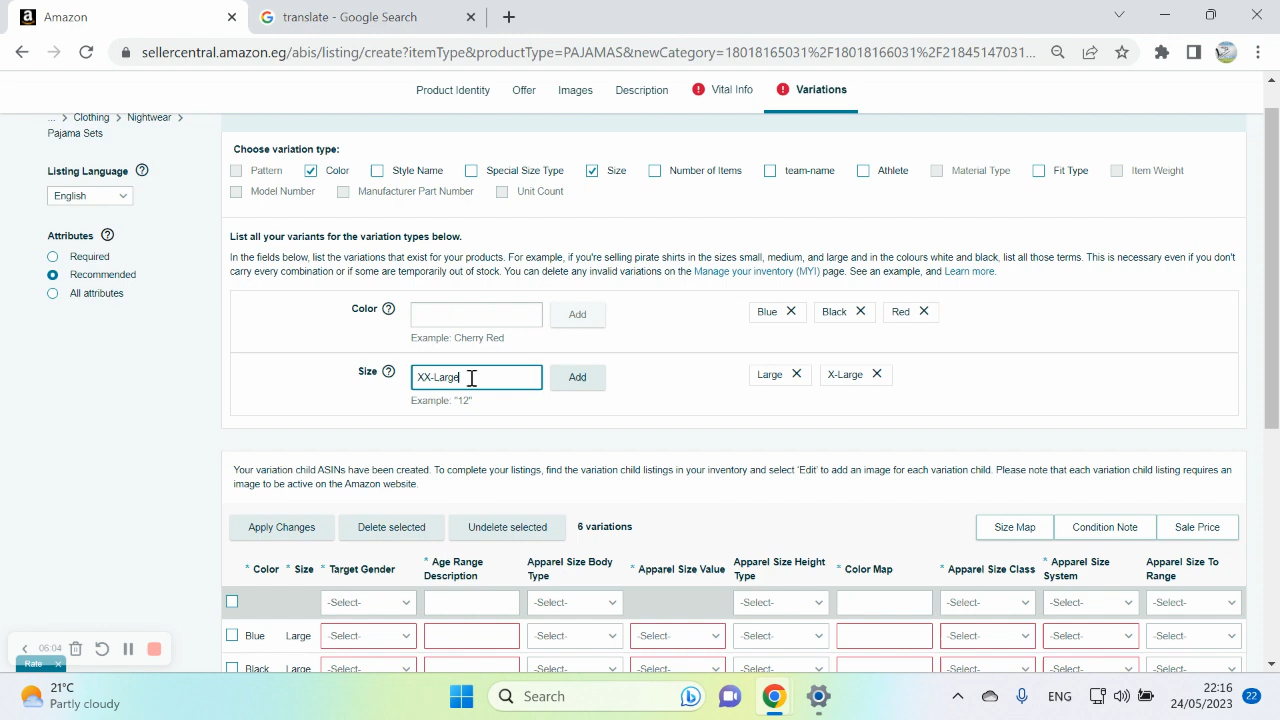 Amazon
translate - Google Search
sellercentral.amazon.eg/abis/listing/create?itemType&productType=PAJAMAS&newCategory=18018165031%2F18018166031%2F21845147031...
Product Identity Offer Images Description Vital Info Variations
... > Clothing > Nightwear >
Pajama Sets
Listing Language
English
Attributes
Required
Recommended
All attributes
Choose variation type:
Pattern Color Style Name Special Size Type Size Number of Items team-name Athlete Material Type Fit Type Item Weight
Model Number Manufacturer Part Number Unit Count
List all your variants for the variation types below.
In the fields below, list the variations that exist for your products. For example, if you're selling pirate shirts in the sizes small, medium, and large and in the colours white and black, list all those terms. This is necessary even if you don't
carry every combination or if some are temporarily out of stock. You can delete any invalid variations on the Manage your inventory (MYI) page. See an example, and Learn more.
Color Add Blue Black Red
Example: Cherry Red
Size XX-Large Add Large X-Large
Example: "12"
Your variation child ASINs have been created. To complete your listings, find the variation child listings in your inventory and select 'Edit' to add an image for each variation child. Please note that each variation child listing requires an
image to be active on the Amazon website.
Apply Changes Delete selected Undelete selected 6 variations Size Map Condition Note Sale Price
* Color * Size * Target Gender * Age Range Description Apparel Size Body Type * Apparel Size Value Apparel Size Height Type * Color Map * Apparel Size Class * Apparel Size System Apparel Size To Range
-Select- -Select- -Select- -Select- -Select- -Select-
Blue Large -Select- -Select- -Select- -Select- -Select- -Select- -Select-
Black Large -Select- -Select- -Select- -Select- -Select- -Select- -Select-
06:04
Rate
21°C
Partly cloudy
Search
ENG
22:16
24/05/2023
22